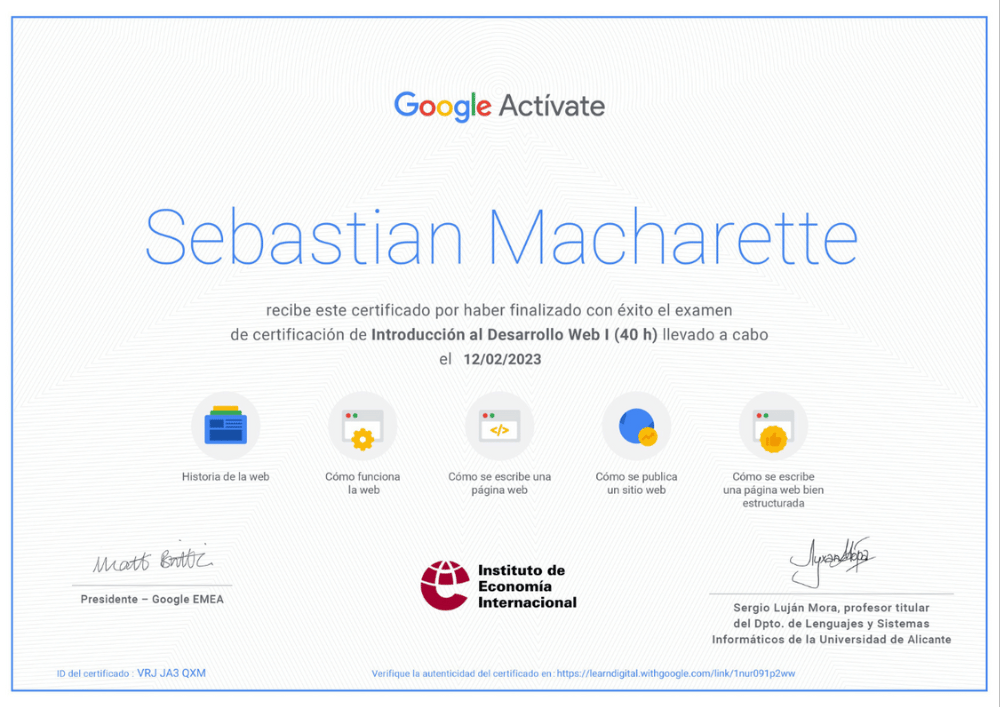 Google Actívate
Sebastian Macharette
recibe este certificado por haber finalizado con éxito el examen
de certificación de Introducción al Desarrollo Web I (40 h) llevado a cabo
el 12/02/2023
</>
Historia de la web
Cómo funciona
la web
Cómo se escribe una
página web
Cómo se publica
un sitio web
Cómo se escribe
una página web bien
estructurada
Presidente – Google EMEA
Instituto de
Economía
Internacional
Sergio Luján Mora, profesor titular
del Dpto. de Lenguajes y Sistemas
Informáticos de la Universidad de Alicante
ID del certificado : VRJ JA3 QXM
Verifique la autenticidad del certificado en: https://learndigital.withgoogle.com/link/1nur091p2ww